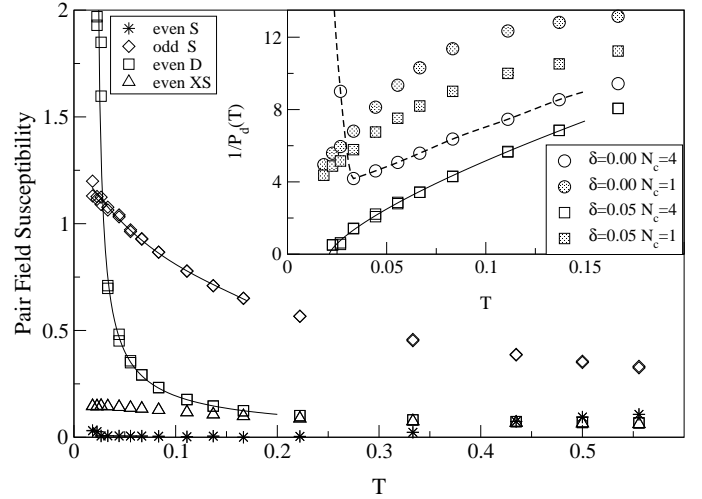 2
1.5
1
0.5
0
Pair Field Susceptibility
even S
odd S
even D
even XS
12
8
4
0
1/P_d(T)
δ=0.00 N_c=4
δ=0.00 N_c=1
δ=0.05 N_c=4
δ=0.05 N_c=1
0 0.05 0.1 0.15
T
0 0.1 0.2 0.3 0.4 0.5
T